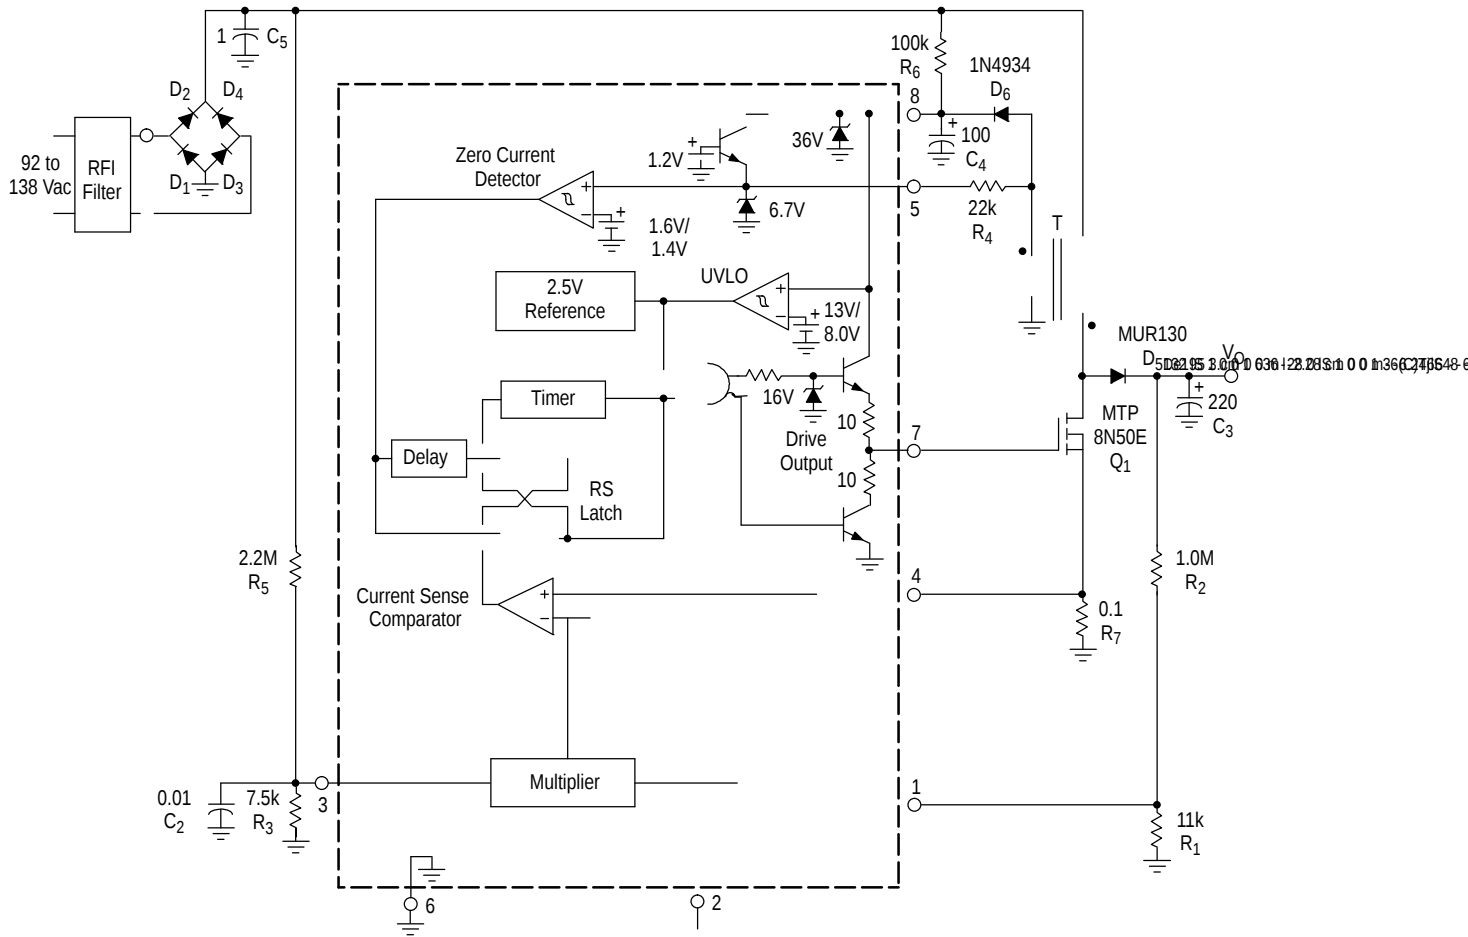 1
C5
100k
R6
1N4934
D6
D2
D4
8
100
C4
36V
1.2V
Zero Current
Detector
92 to
138 Vac
RFI
Filter
D1
D3
6.7V
5
22k
R4
1.6V/
1.4V
T
UVLO
2.5V
Reference
13V/
8.0V
MUR130
D
VO
16V
Timer
10
220
C3
MTP
8N50E
Q1
7
Drive
Output
Delay
10
RS
Latch
2.2M
R5
1.0M
R2
4
Current Sense
Comparator
0.1
R7
Multiplier
0.01
C2
7.5k
R3
3
1
11k
R1
6
2